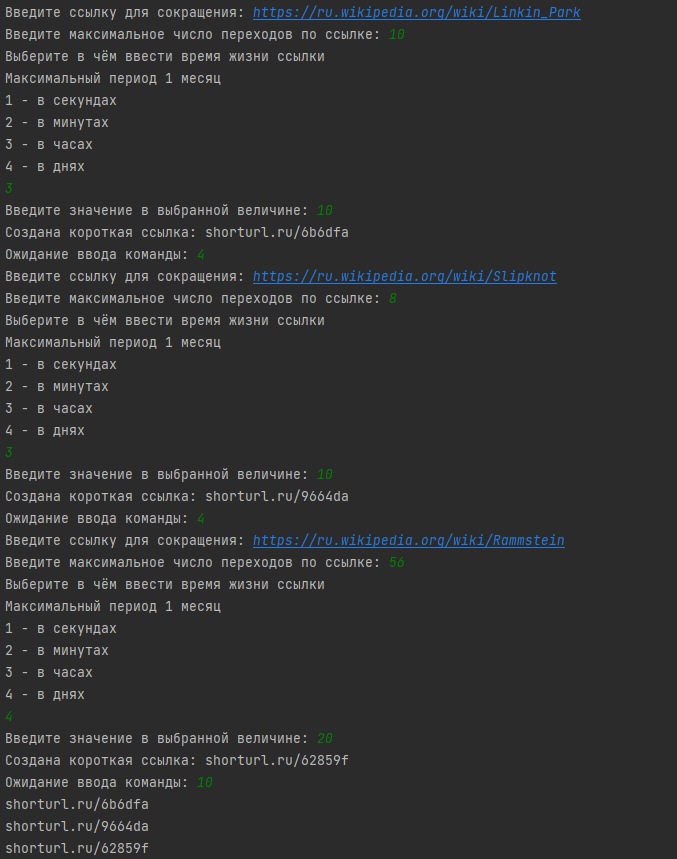 Введите ссылку для сокращения: https://ru.wikipedia.org/wiki/Linkin_Park
Введите максимальное число переходов по ссылке: 10
Выберите в чём ввести время жизни ссылки
Максимальный период 1 месяц
1 - в секундах
2 - в минутах
3 - в часах
4 - в днях
3
Введите значение в выбранной величине: 10
Создана короткая ссылка: shorturl.ru/6b6dfa
Ожидание ввода команды: 4
Введите ссылку для сокращения: https://ru.wikipedia.org/wiki/Slipknot
Введите максимальное число переходов по ссылке: 8
Выберите в чём ввести время жизни ссылки
Максимальный период 1 месяц
1 - в секундах
2 - в минутах
3 - в часах
4 - в днях
3
Введите значение в выбранной величине: 10
Создана короткая ссылка: shorturl.ru/9664da
Ожидание ввода команды: 4
Введите ссылку для сокращения: https://ru.wikipedia.org/wiki/Rammstein
Введите максимальное число переходов по ссылке: 56
Выберите в чём ввести время жизни ссылки
Максимальный период 1 месяц
1 - в секундах
2 - в минутах
3 - в часах
4 - в днях
4
Введите значение в выбранной величине: 20
Создана короткая ссылка: shorturl.ru/62859f
Ожидание ввода команды: 10
shorturl.ru/6b6dfa
shorturl.ru/9664da
shorturl.ru/62859f